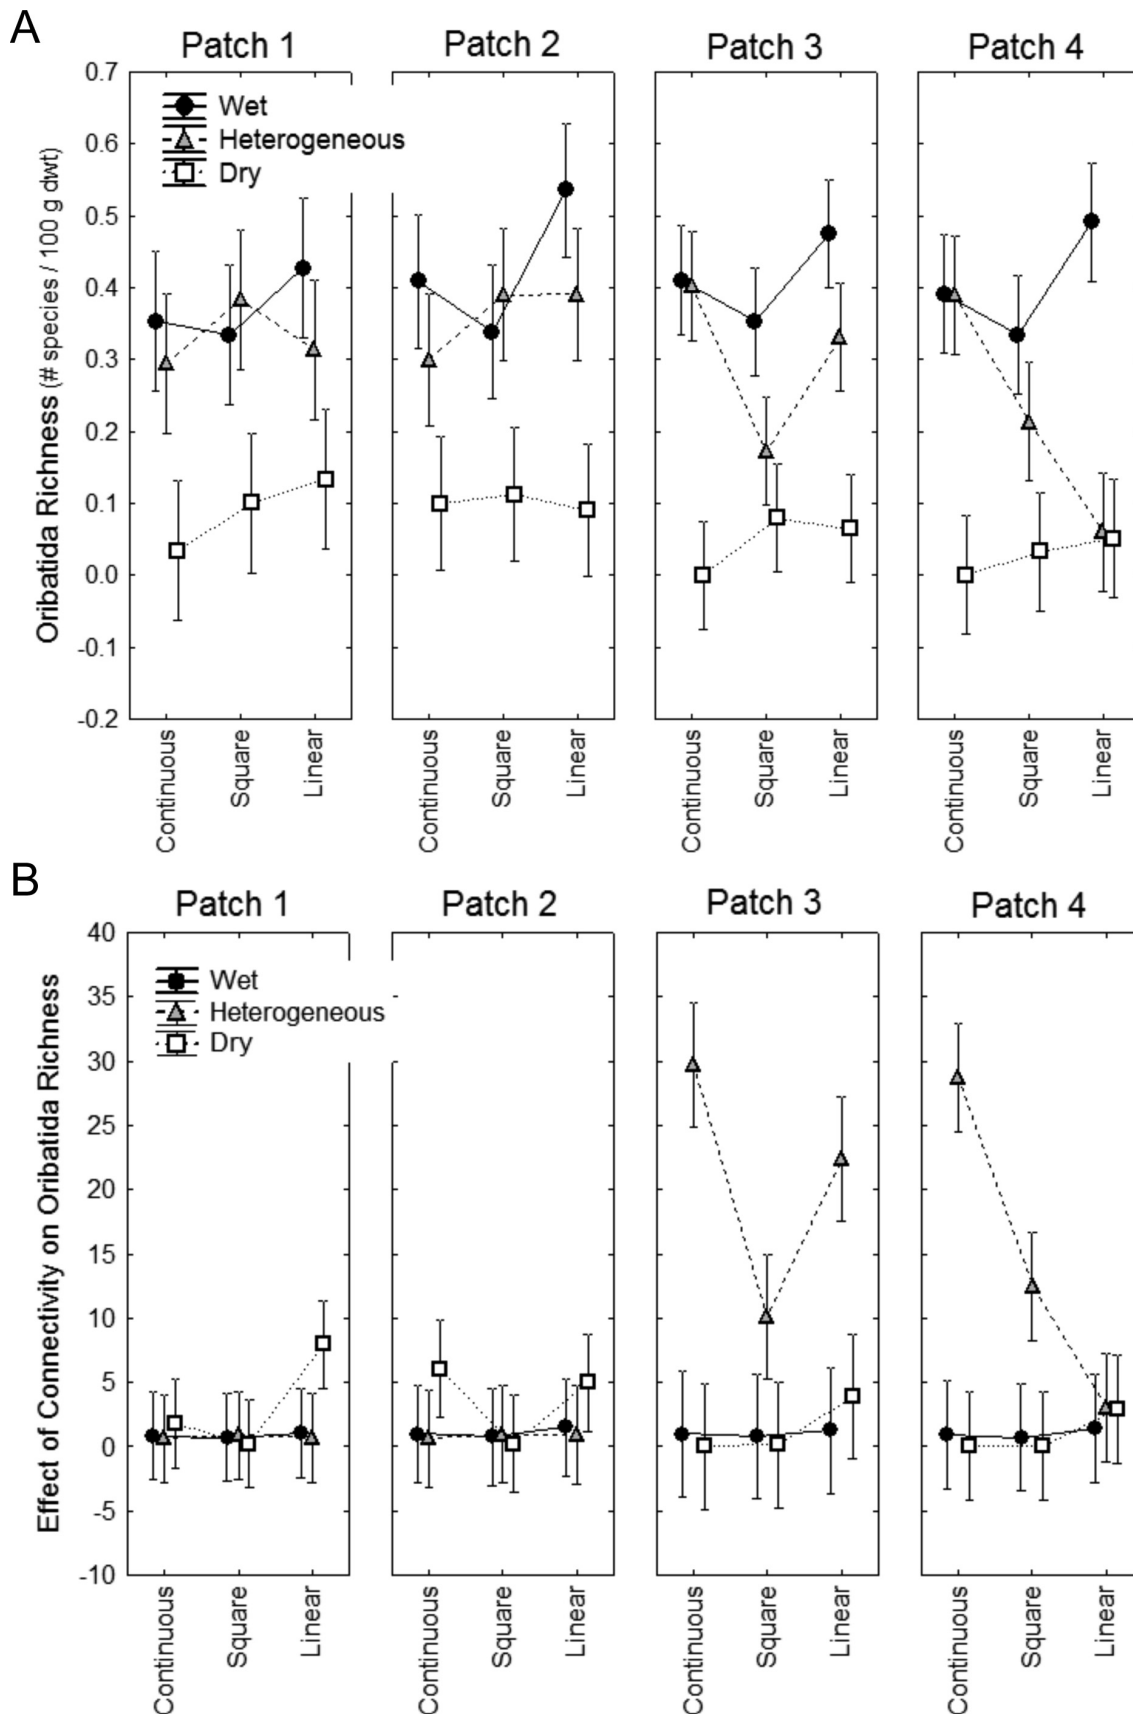 A
Patch 1 Patch 2 Patch 3 Patch 4
Oribatida Richness (# species / 100 g dwt)
0.7
0.6
0.5
0.4
0.3
0.2
0.1
0.0
-0.1
-0.2
Wet
Heterogeneous
Dry
Continuous Square Linear Continuous Square Linear Continuous Square Linear Continuous Square Linear
B
Patch 1 Patch 2 Patch 3 Patch 4
Effect of Connectivity on Oribatida Richness
40
35
30
25
20
15
10
5
0
-5
-10
Wet
Heterogeneous
Dry
Continuous Square Linear Continuous Square Linear Continuous Square Linear Continuous Square Linear